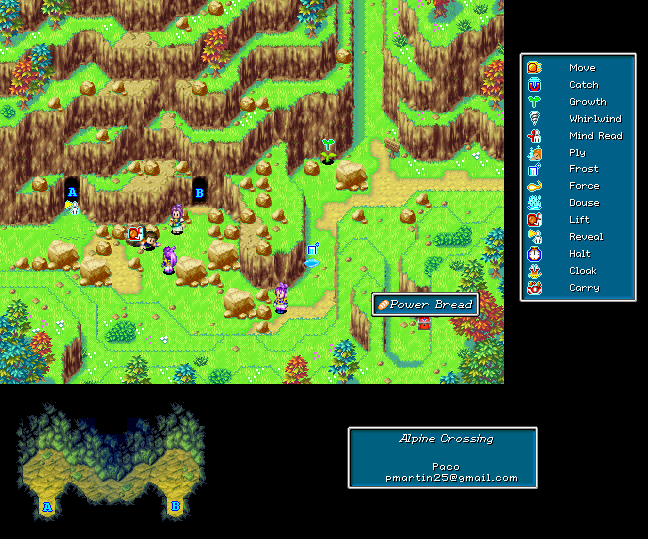 Move
Catch
Growth
Whirlwind
Mind Read
Ply
Frost
Force
Douse
Lift
Reveal
Halt
Cloak
Carry
A
B
Power Bread
A
B
Alpine Crossing
Paco
pmartin25@gmail.com